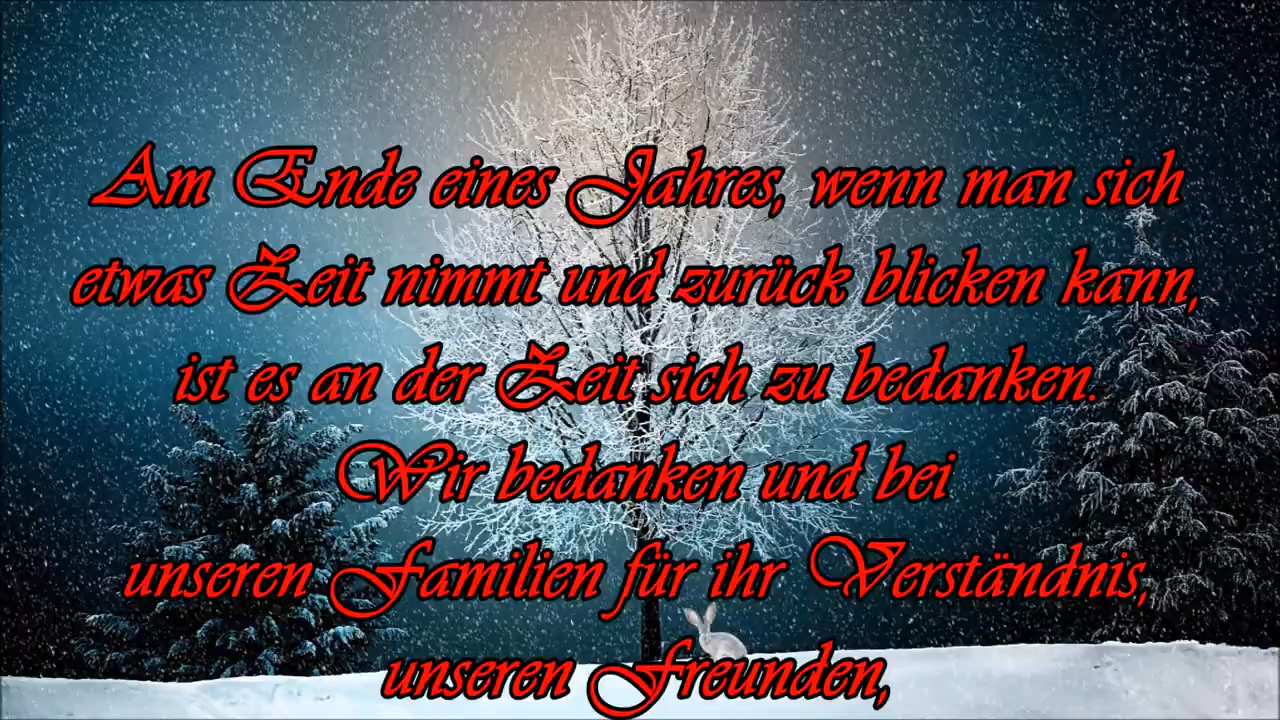 Am Ende eines Jahres, wenn man sich
etwas Zeit nimmt und zurück blicken kann,
ist es an der Zeit sich zu bedanken.
Wir bedanken und bei
unseren Familien für ihr Verständnis,
unseren Freunden,